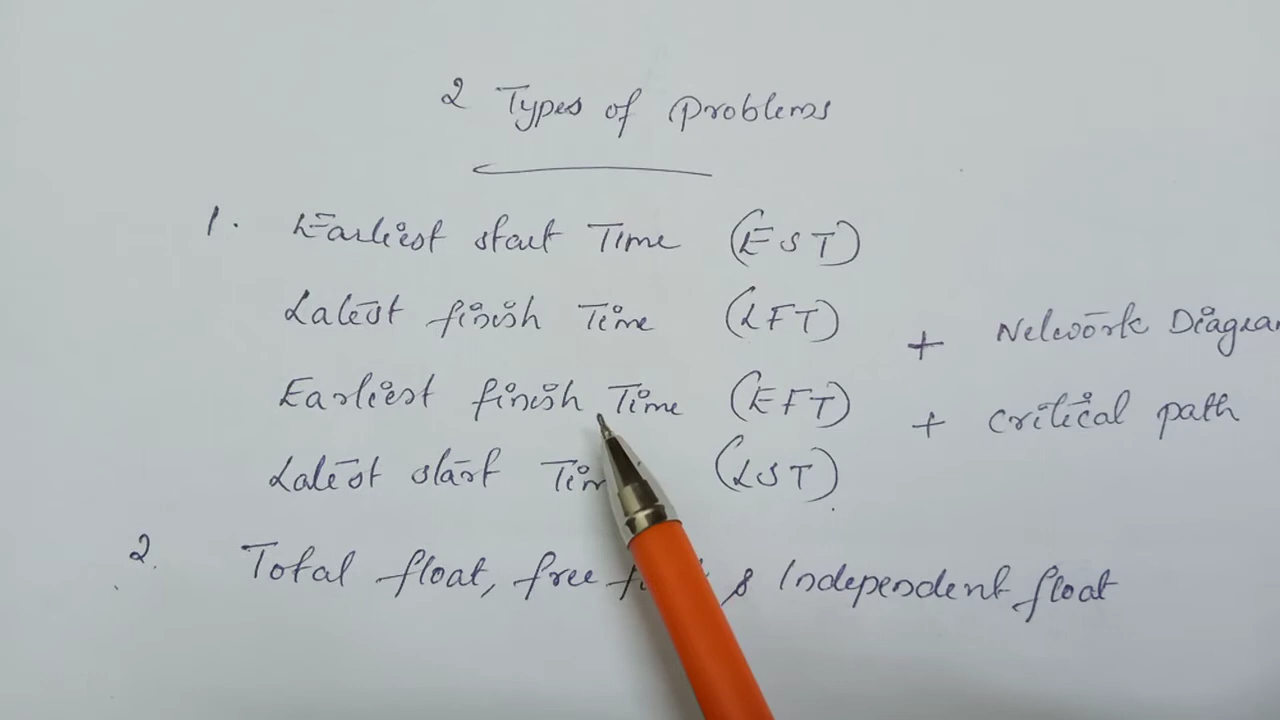 2 Types of Problems
1. Earliest start Time (EST)
Latest finish Time (LFT)
+ Network Diagram
Earliest finish Time (EFT)
+ critical path
Latest start Tim (LST)
2. Total float, free & Independent float